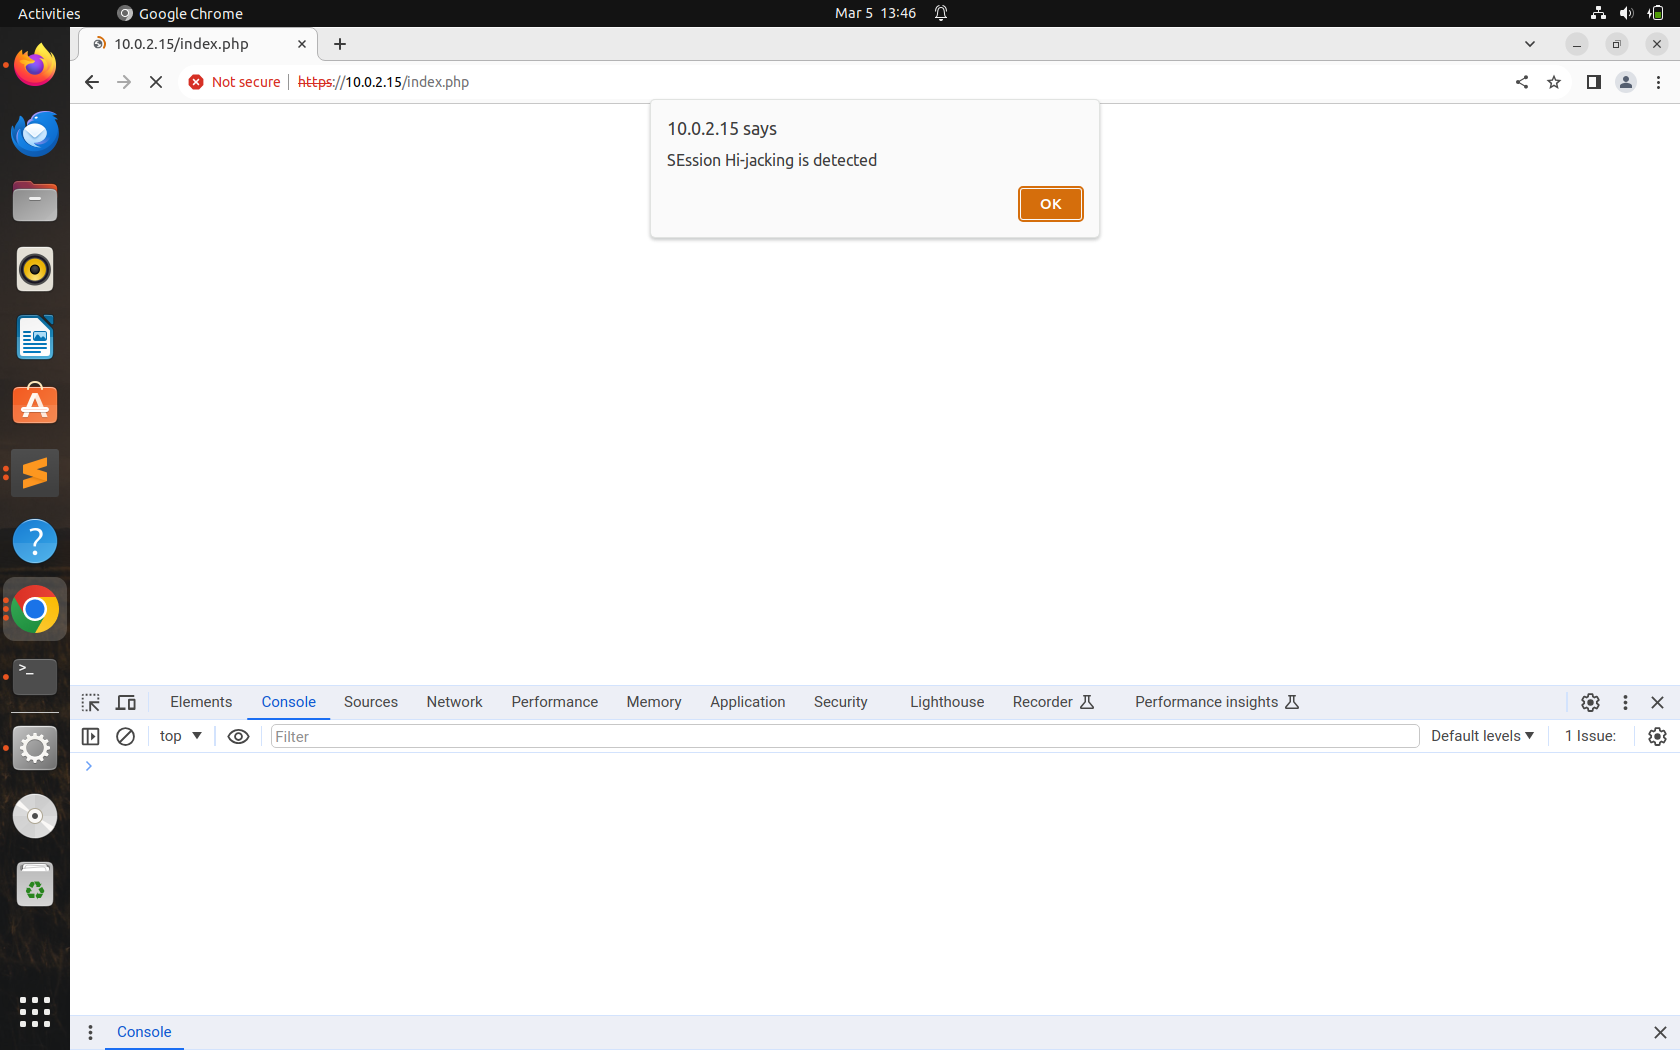 Activities
Google Chrome
Mar 5 13:46
10.0.2.15/index.php
Not secure
https://10.0.2.15/index.php
10.0.2.15 says
SEssion Hi-jacking is detected
OK
Elements
Console
Sources
Network
Performance
Memory
Application
Security
Lighthouse
Recorder
Performance insights
top
Filter
Default levels
1 Issue:
Console